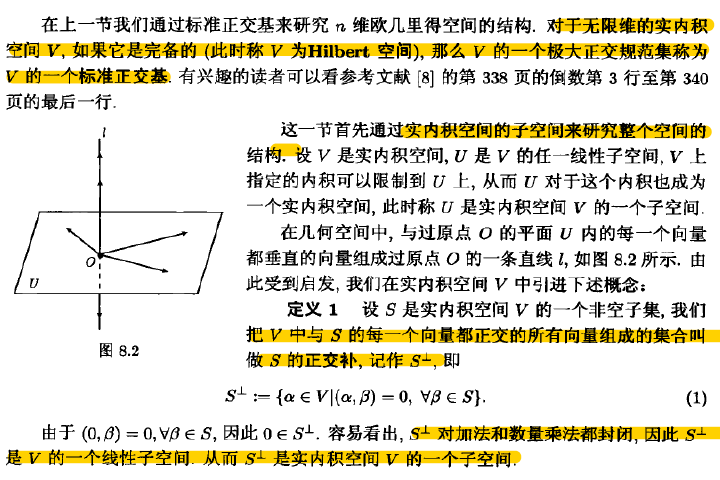 在上一节我们通过标准正交基来研究 n 维欧几里得空间的结构. 对于无限维的实内积
空间 V, 如果它是完备的 (此时称 V 为Hilbert 空间), 那么 V 的一个极大正交规范集称为
V 的一个标准正交基. 有兴趣的读者可以看参考文献 [8] 的第 338 页的倒数第 3 行至第 340
页的最后一行.
这一节首先通过实内积空间的子空间来研究整个空间的
结构. 设 V 是实内积空间, U 是 V 的任一线性子空间, V 上
指定的内积可以限制到 U 上, 从而 U 对于这个内积也成为
一个实内积空间, 此时称 U 是实内积空间 V 的一个子空间.
在几何空间中, 与过原点 O 的平面 U 内的每一个向量
都垂直的向量组成过原点 O 的一条直线 l, 如图 8.2 所示. 由
此受到启发, 我们在实内积空间 V 中引进下述概念:
定义 1 设 S 是实内积空间 V 的一个非空子集, 我们
把 V 中与 S 的每一个向量都正交的所有向量组成的集合叫
做 S 的正交补, 记作 S⊥, 即
l
O
U
图 8.2
S⊥ := {α ∈ V|(α, β) = 0, ∀β ∈ S}. (1)
由于 (0, β) = 0, ∀β ∈ S, 因此 0 ∈ S⊥. 容易看出, S⊥ 对加法和数量乘法都封闭, 因此 S⊥
是 V 的一个线性子空间. 从而 S⊥ 是实内积空间 V 的一个子空间.